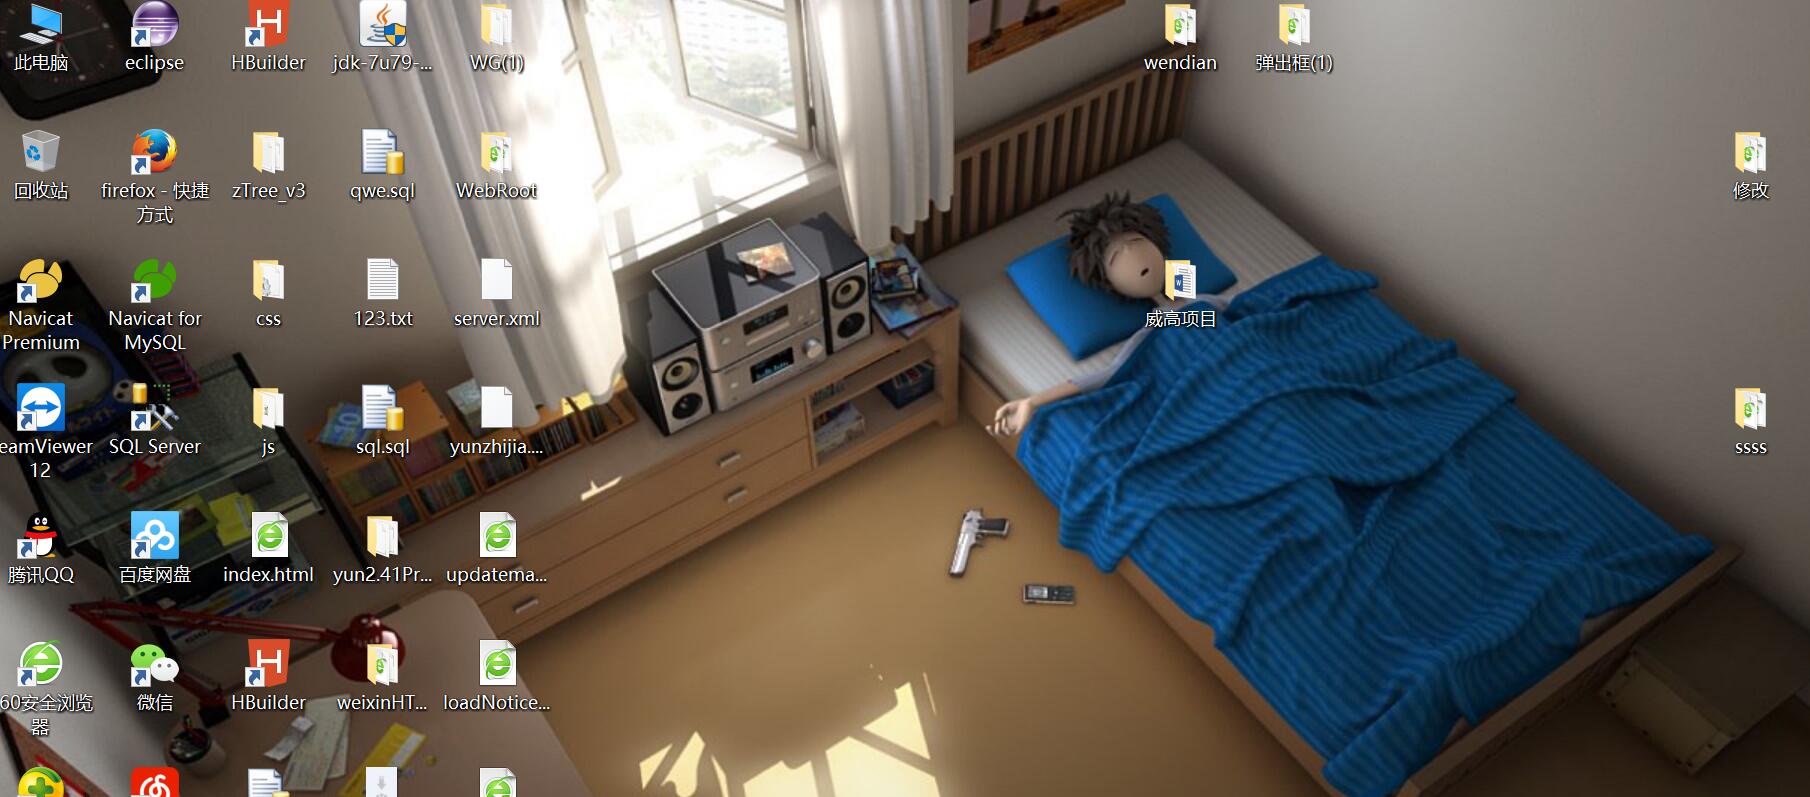 此电脑
eclipse
HBuilder
jdk-7u79-...
WG(1)
wendian
弹出框(1)
回收站
firefox - 快捷
方式
zTree_v3
qwe.sql
WebRoot
修改
Navicat
Premium
Navicat for
MySQL
css
123.txt
server.xml
威高项目
eamViewer
12
SQL Server
js
sql.sql
yunzhijia....
ssss
腾讯QQ
百度网盘
index.html
yun2.41Pr...
updatema...
60安全浏览
器
微信
HBuilder
weixinHT...
loadNotice...